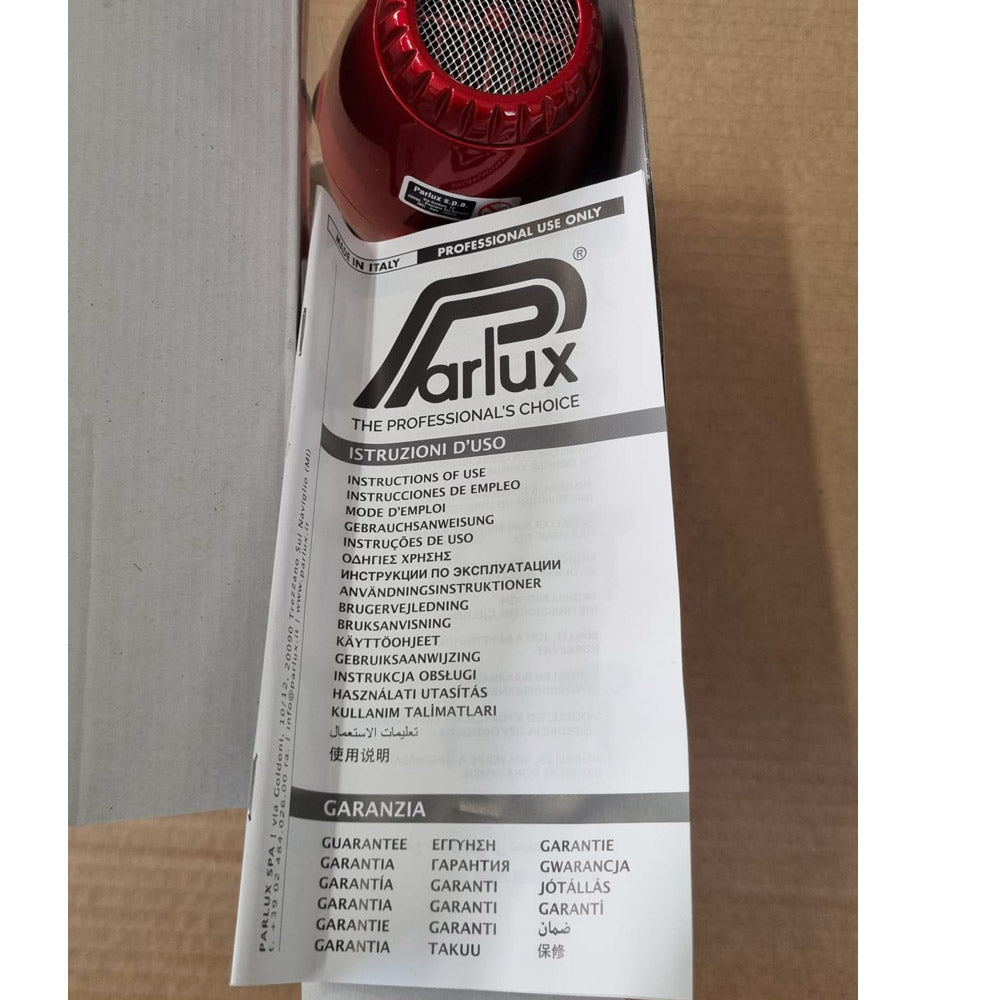 Parlux s.p.a.
MADE IN ITALY
PROFESSIONAL USE ONLY
Parlux®
THE PROFESSIONAL'S CHOICE
ISTRUZIONI D'USO
INSTRUCTIONS OF USE
INSTRUCCIONES DE EMPLEO
MODE D'EMPLOI
GEBRAUCHSANWEISUNG
INSTRUÇÕES DE USO
ΟΔΗΓΙΕΣ ΧΡΗΣΗΣ
ИНСТРУКЦИИ ПО ЭКСПЛУАТАЦИИ
ANVÄNDNINGSINSTRUKTIONER
BRUGERVEJLEDNING
BRUKSANVISNING
KÄYTTÖOHJEET
GEBRUIKSAANWIJZING
INSTRUKCJA OBSŁUGI
HASZNÁLATI UTASÍTÁS
KULLANIM TALİMATLARI
تعليمات الاستعمال
使用说明
GARANZIA
GUARANTEE ΕΓΓΥΗΣΗ GARANTIE
GARANTIA ГАРАНТИЯ GWARANCJA
GARANTÍA GARANTI JÓTÁLLÁS
GARANTIA GARANTI GARANTİ
GARANTIE GARANTI ضمان
GARANTIA TAKUU 保修
PARLUX SPA | via Goldoni, 10/12, 20090 Trezzano Sul Naviglio (MI)
t. +39 02 484.026.00 ra. | info@parlux.it | www.parlux.it